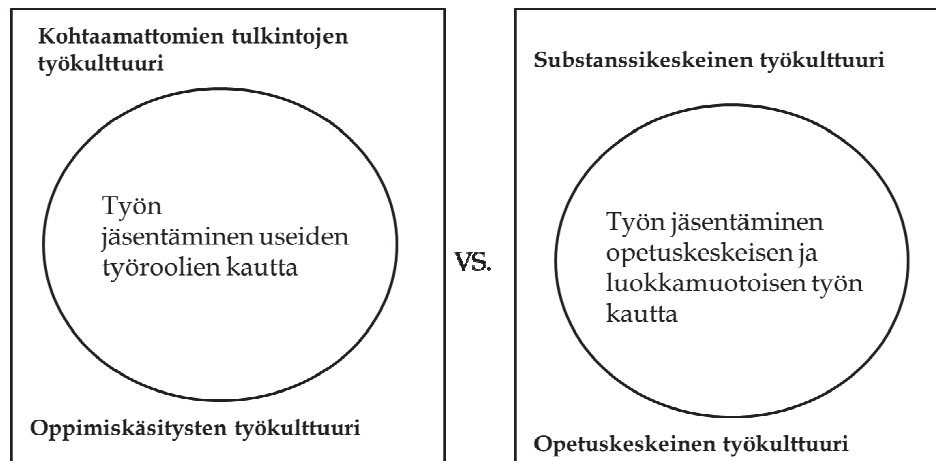 Kohtaamattomien tulkintojen
työkulttuuri
Työn
jäsentäminen useiden
työroolien kautta
Oppimiskäsitysten työkulttuuri
vs.
Substanssikeskeinen työkulttuuri
Työn jäsentäminen
opetuskeskeisen ja
luokkamuotoisen työn
kautta
Opetuskeskeinen työkulttuuri